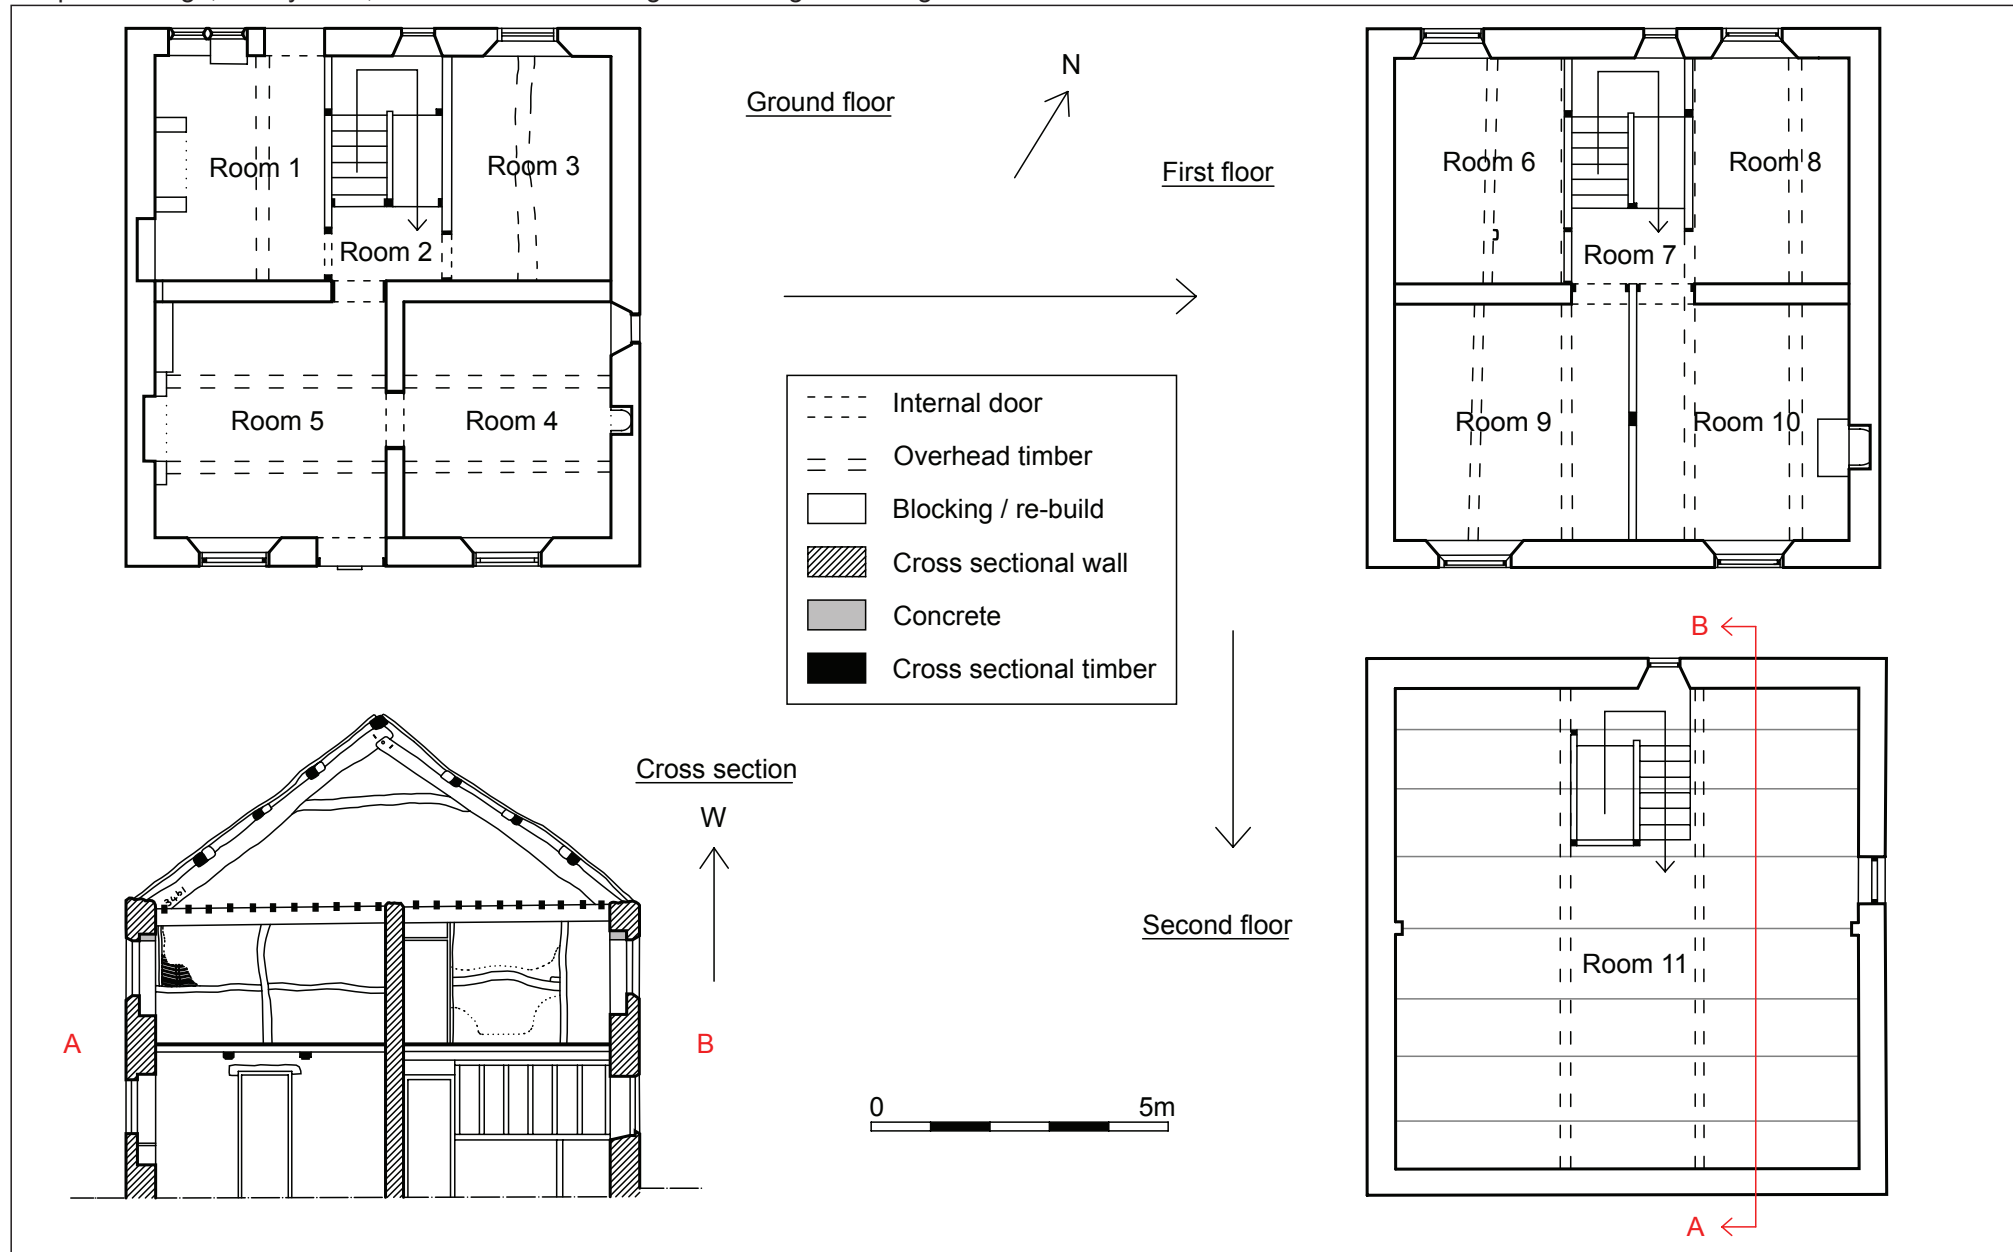 Ground floor
N
First floor
Room 1
Room 2
Room 3
Room 5
Room 4
Room 6
Room 7
Room 8
Room 9
Room 10
Internal door
Overhead timber
Blocking / re-build
Cross sectional wall
Concrete
Cross sectional timber
Cross section
W
A
B
1943
0
5m
Second floor
B
Room 11
A